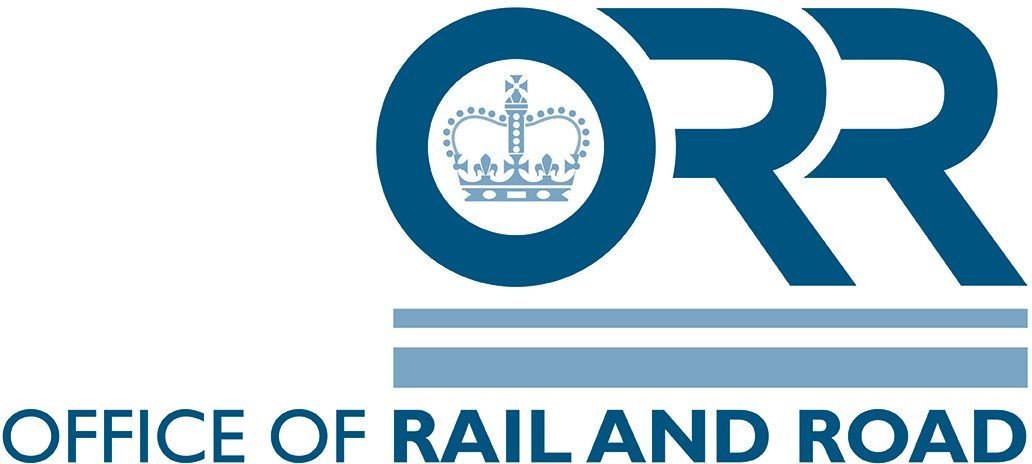 ORR
OFFICE OF RAIL AND ROAD